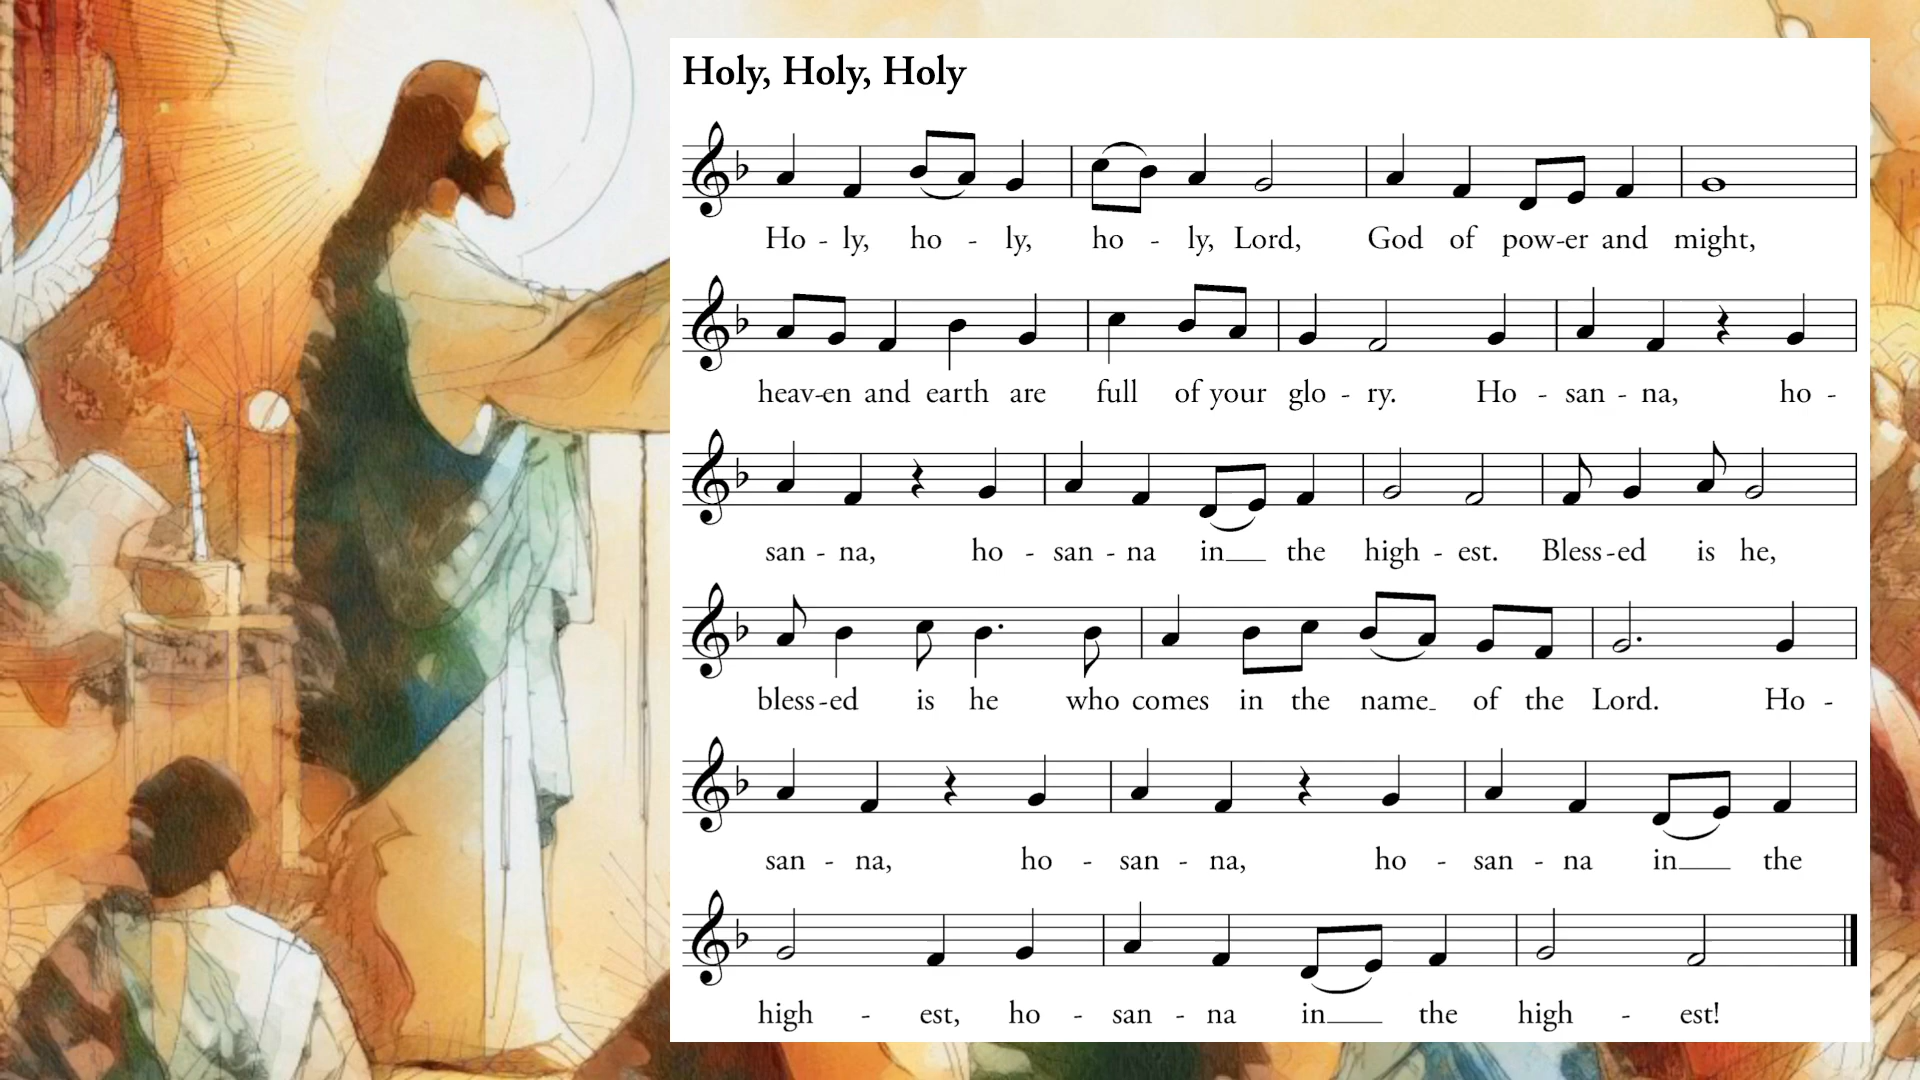 Holy, Holy, Holy
Ho - ly, ho - ly, ho - ly, Lord, God of pow-er and might,
heav-en and earth are full of your glo - ry. Ho - san - na, ho -
san - na, ho - san - na in the high - est. Bless-ed is he,
bless-ed is he who comes in the name of the Lord. Ho -
san - na, ho - san - na, ho - san - na in the
high - est, ho - san - na in the high - est!